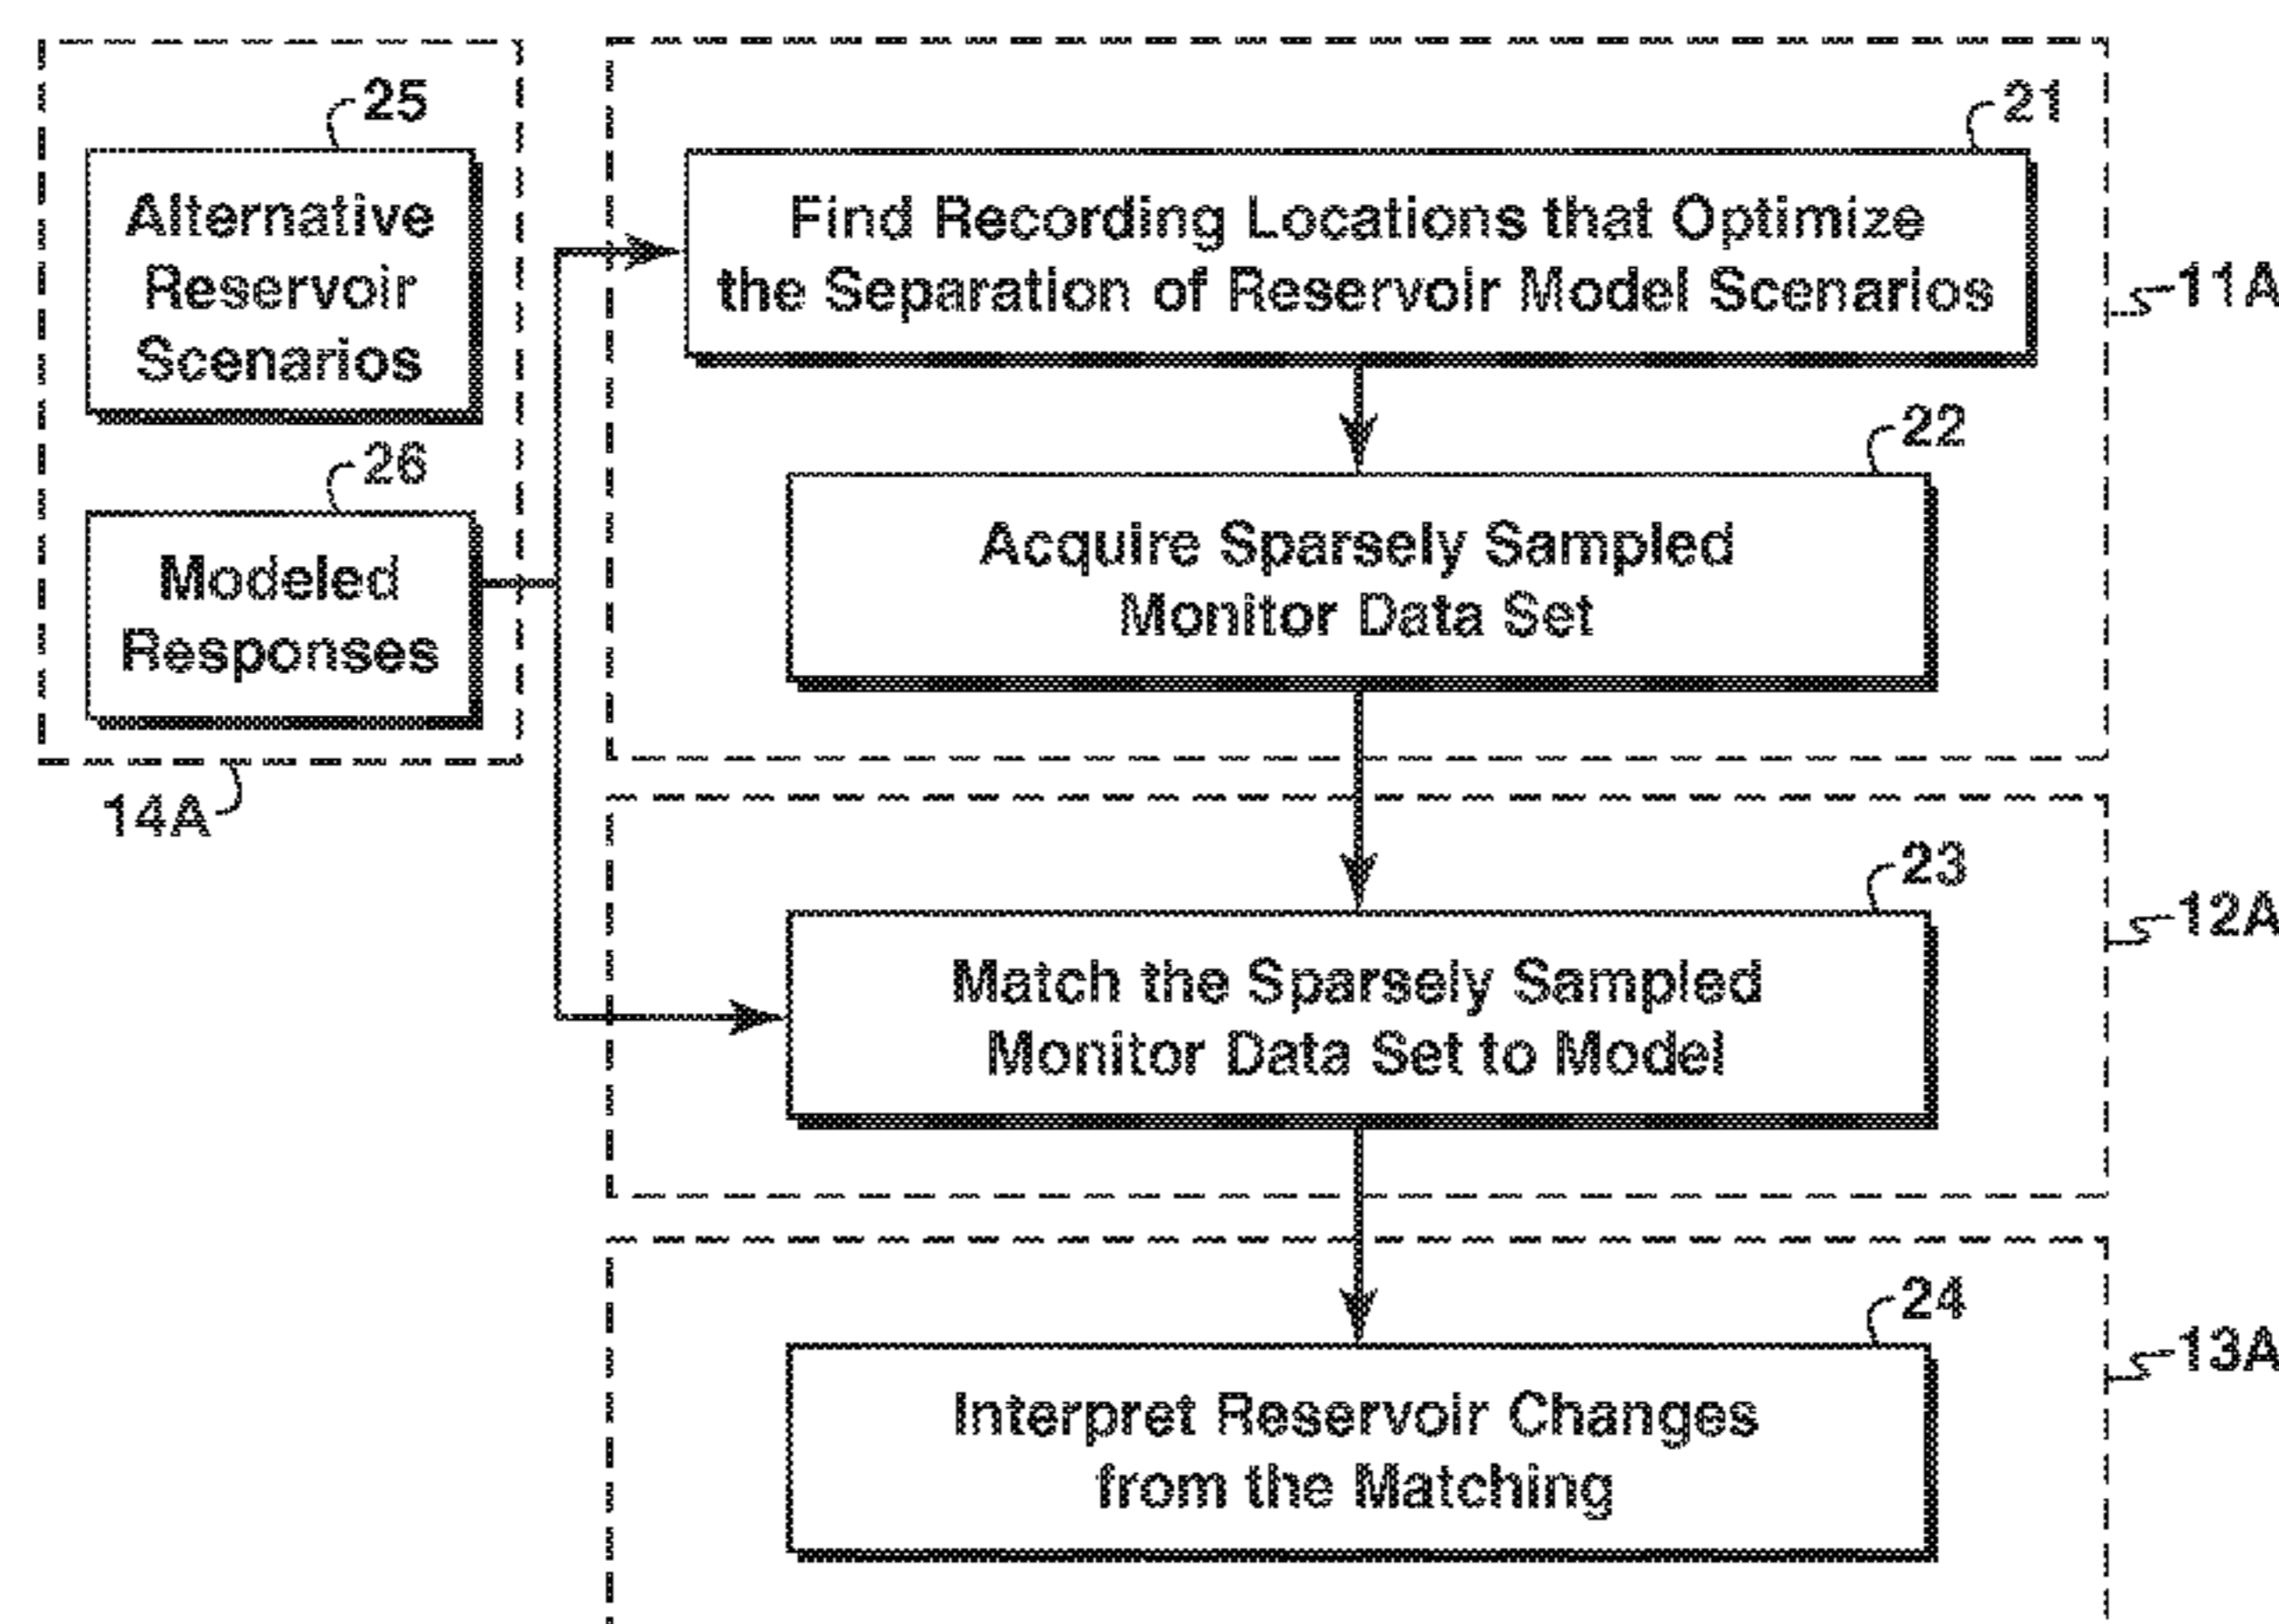 25
Alternative
Reservoir
Scenarios
26
Modeled
Responses
14A
21
Find Recording Locations that Optimize
the Separation of Reservoir Model Scenarios
11A
22
Acquire Sparsely Sampled
Monitor Data Set
23
Match the Sparsely Sampled
Monitor Data Set to Model
12A
24
Interpret Reservoir Changes
from the Matching
13A